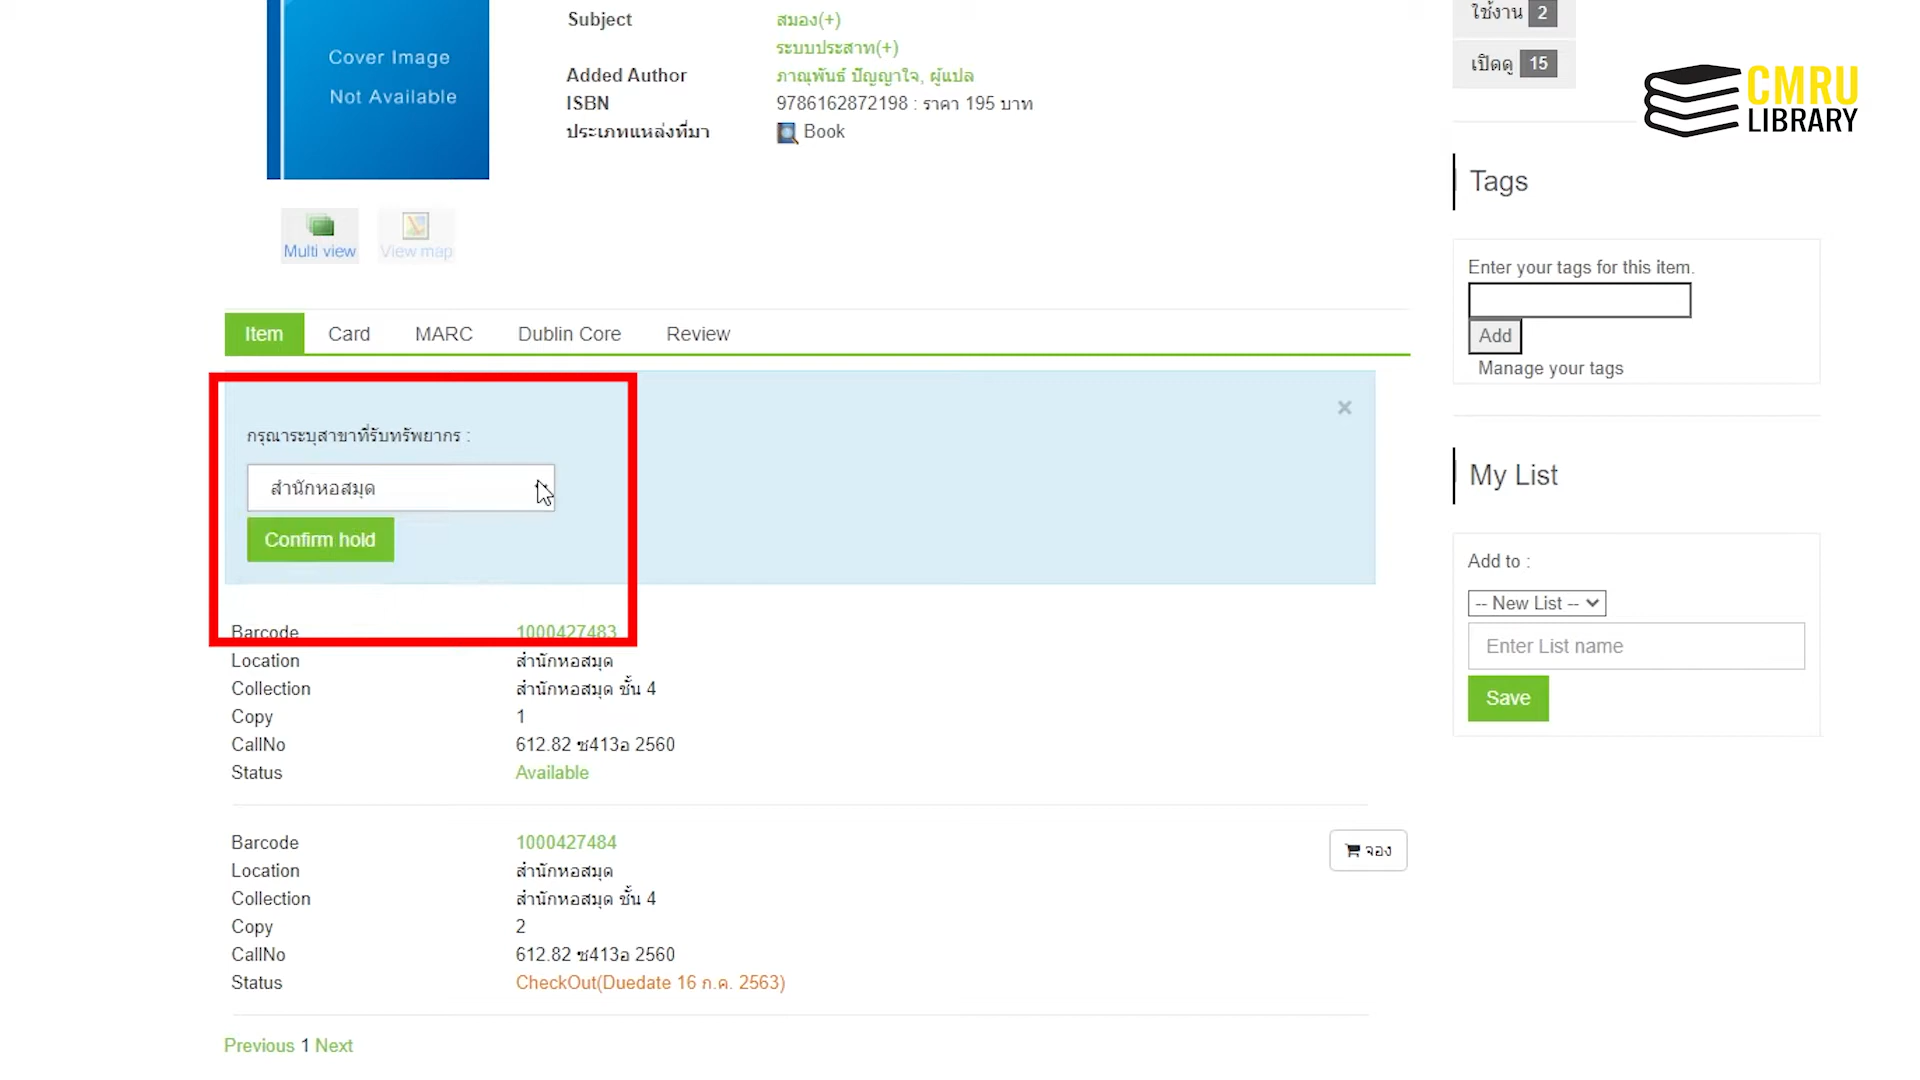 Cover Image
Not Available
Subject
สมอง(+)
ระบบประสาท(+)
Added Author
ภาณุพันธ์ ปัญญาใจ, ผู้แปล
ISBN
9786162872198 : ราคา 195 บาท
ประเภทแหล่งที่มา
Book
ใช้งาน 2
เปิดดู 15
CMRU
LIBRARY
Multi view
View map
Item Card MARC Dublin Core Review
กรุณาระบุสาขาที่รับทรัพยากร :
สำนักหอสมุด
Confirm hold
×
Barcode 1000427483
Location สำนักหอสมุด
Collection สำนักหอสมุด ชั้น 4
Copy 1
CallNo 612.82 ซ413อ 2560
Status Available
Barcode 1000427484
จอง
Location สำนักหอสมุด
Collection สำนักหอสมุด ชั้น 4
Copy 2
CallNo 612.82 ซ413อ 2560
Status CheckOut(Duedate 16 ก.ค. 2563)
Previous 1 Next
Tags
Enter your tags for this item.
Add
Manage your tags
My List
Add to :
-- New List --
Enter List name
Save